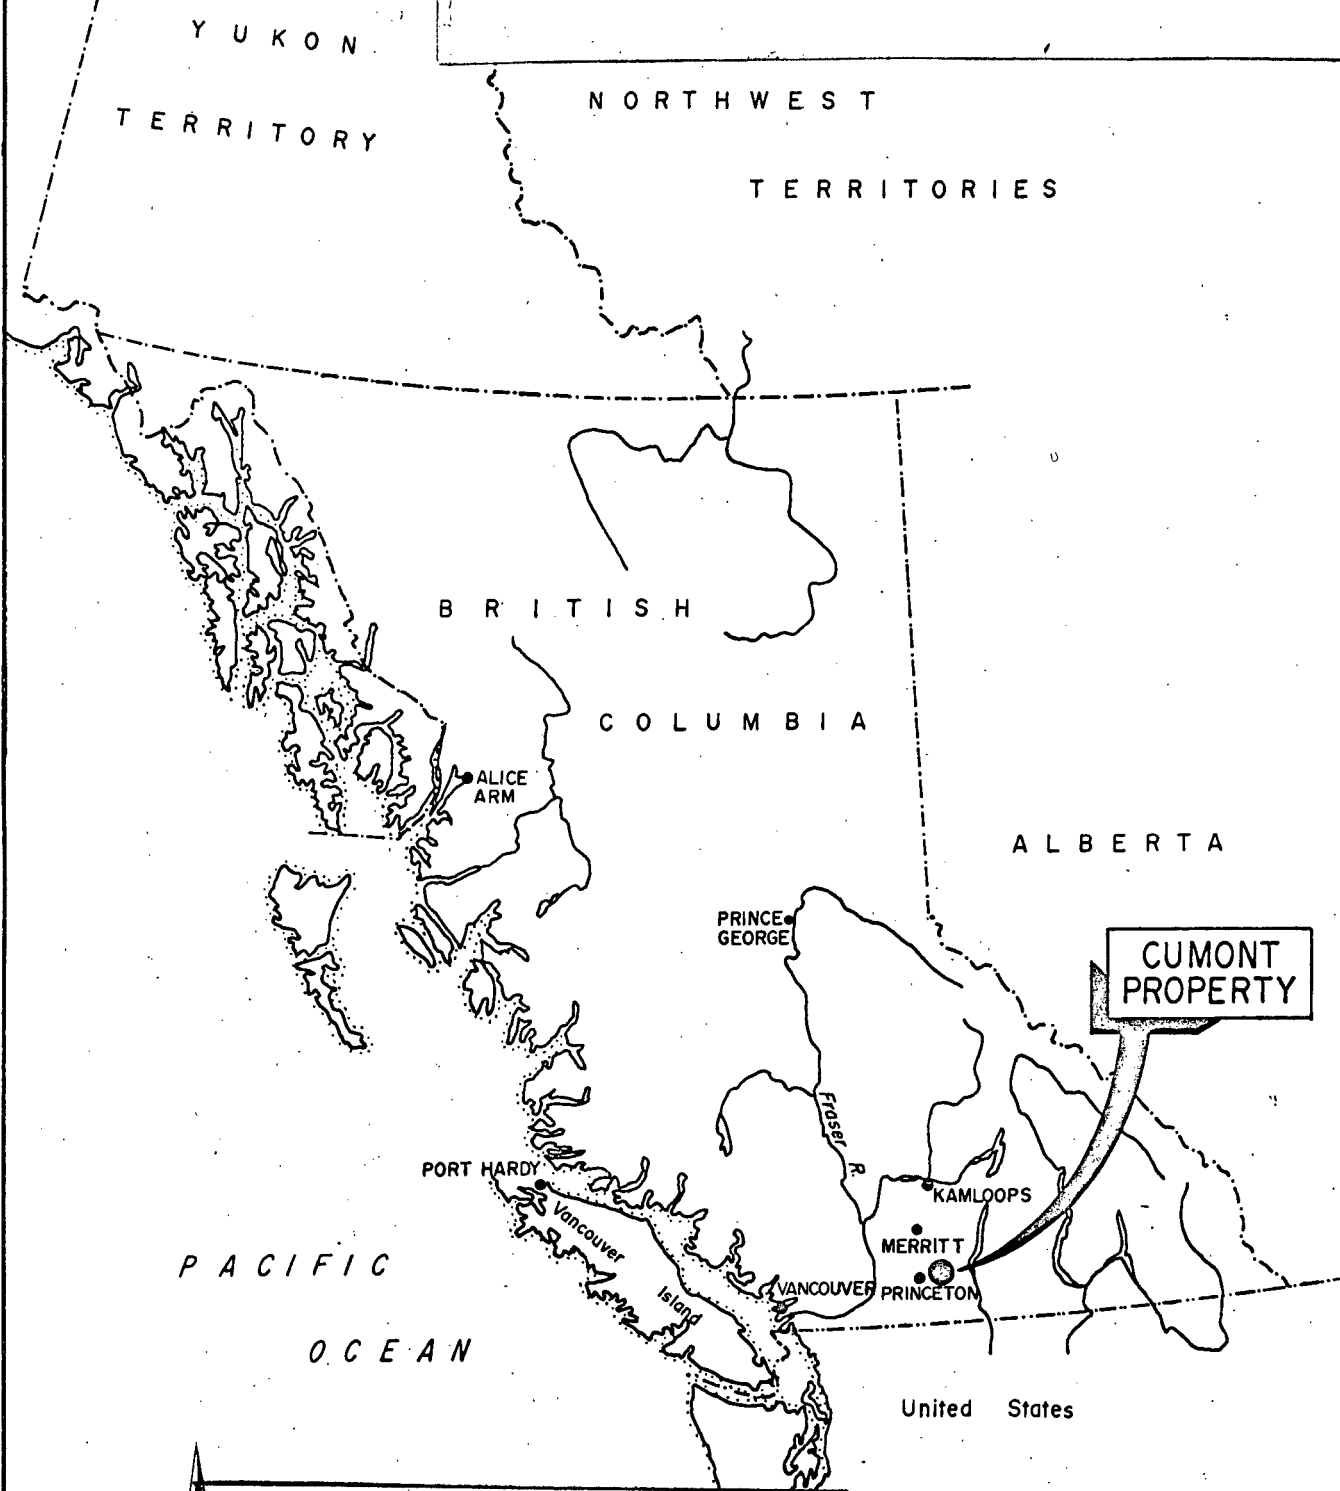 YUKON
TERRITORY
NORTHWEST
TERRITORIES
BRITISH
COLUMBIA
ALICE
ARM
ALBERTA
PRINCE
GEORGE
CUMONT
PROPERTY
Fraser R.
PORT HARDY
KAMLOOPS
Vancouver
Island
MERRITT
PACIFIC
OCEAN
VANCOUVER
PRINCETON
United States